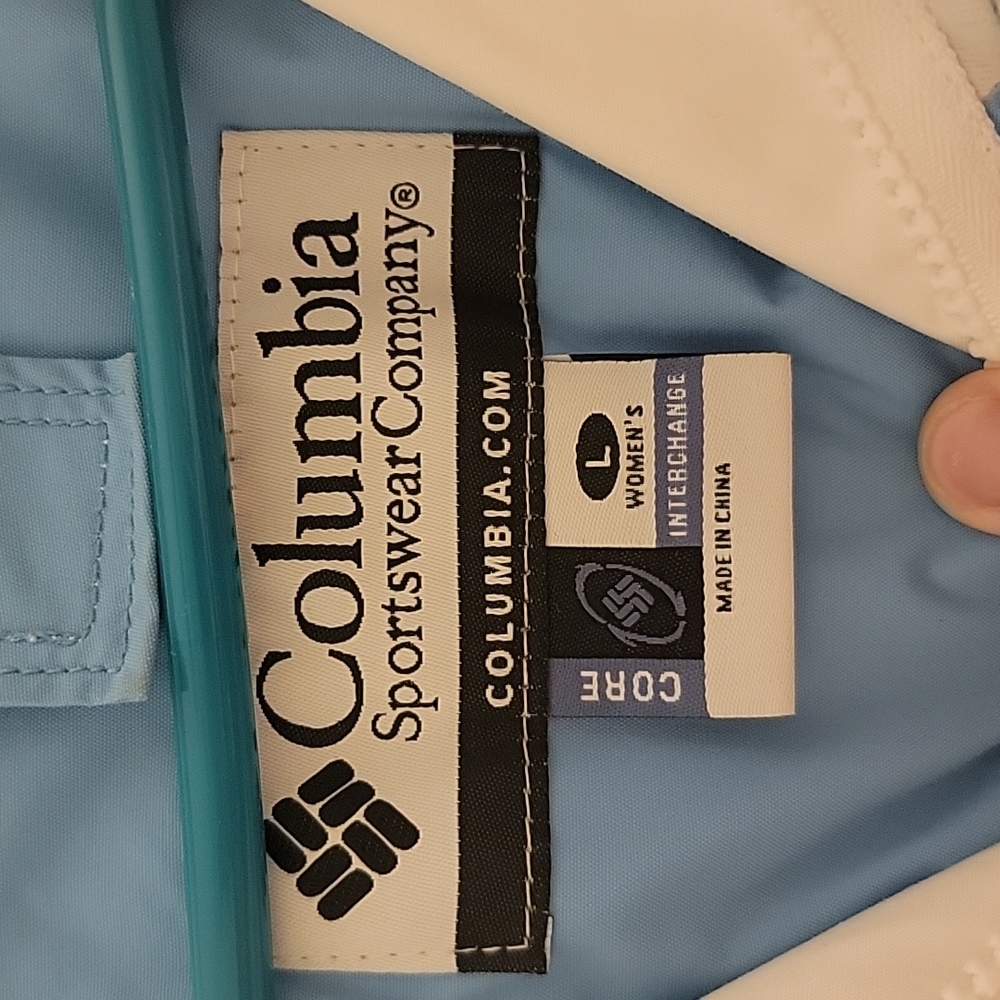 Columbia
Sportswear Company®
COLUMBIA.COM
L
WOMEN'S
INTERCHANGE
CORE
MADE IN CHINA